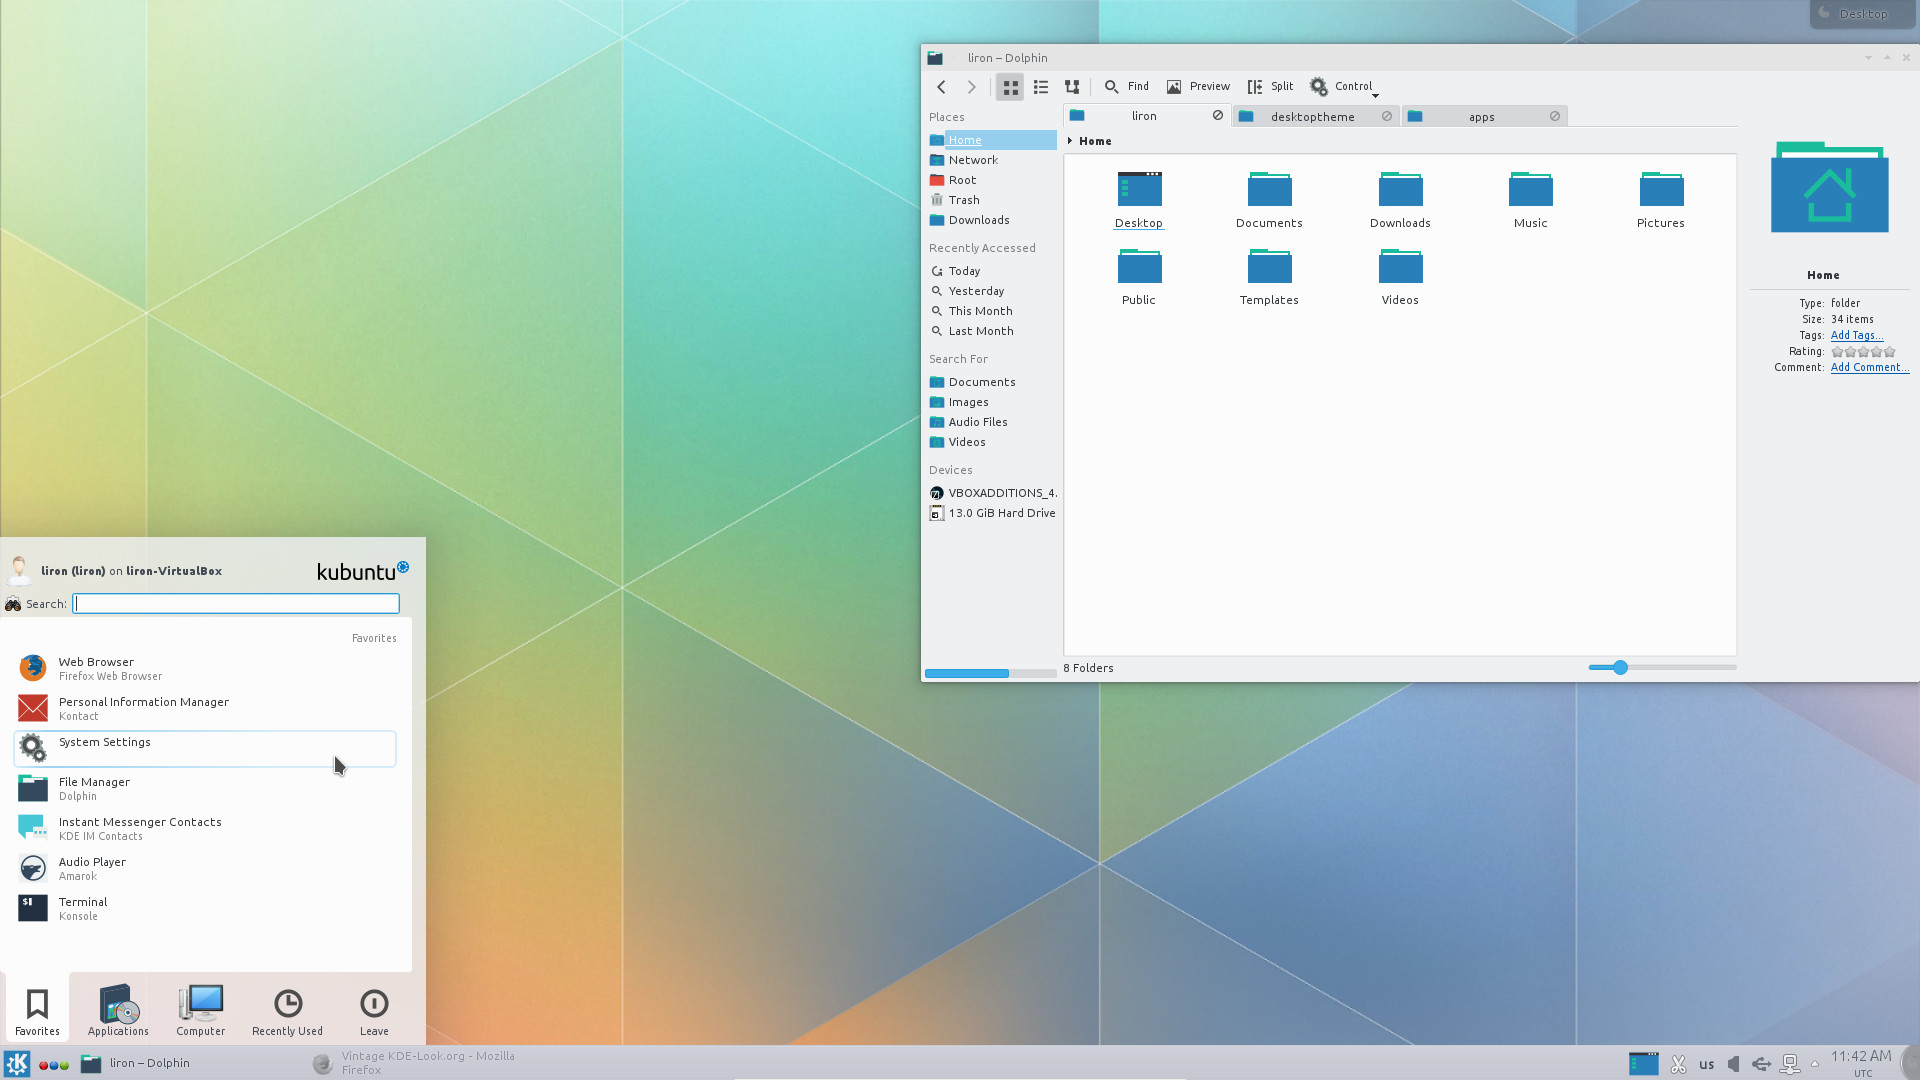 Desktop
liron – Dolphin
Find Preview Split Control
Places
Home
Network
Root
Trash
Downloads
Recently Accessed
Today
Yesterday
This Month
Last Month
Search For
Documents
Images
Audio Files
Videos
Devices
VBOXADDITIONS_4.
13.0 GiB Hard Drive
liron desktoptheme apps
Home
Desktop Documents Downloads Music Pictures
Public Templates Videos
8 Folders
Home
Type: folder
Size: 34 items
Tags: Add Tags...
Rating:
Comment: Add Comment...
liron (liron) on liron-VirtualBox
kubuntu
Search:
Favorites
Web Browser
Firefox Web Browser
Personal Information Manager
Kontact
System Settings
File Manager
Dolphin
Instant Messenger Contacts
KDE IM Contacts
Audio Player
Amarok
$
Terminal
Konsole
Favorites Applications Computer Recently Used Leave
K
liron – Dolphin
Vintage KDE-Look.org - Mozilla
Firefox
us
11:42 AM
UTC